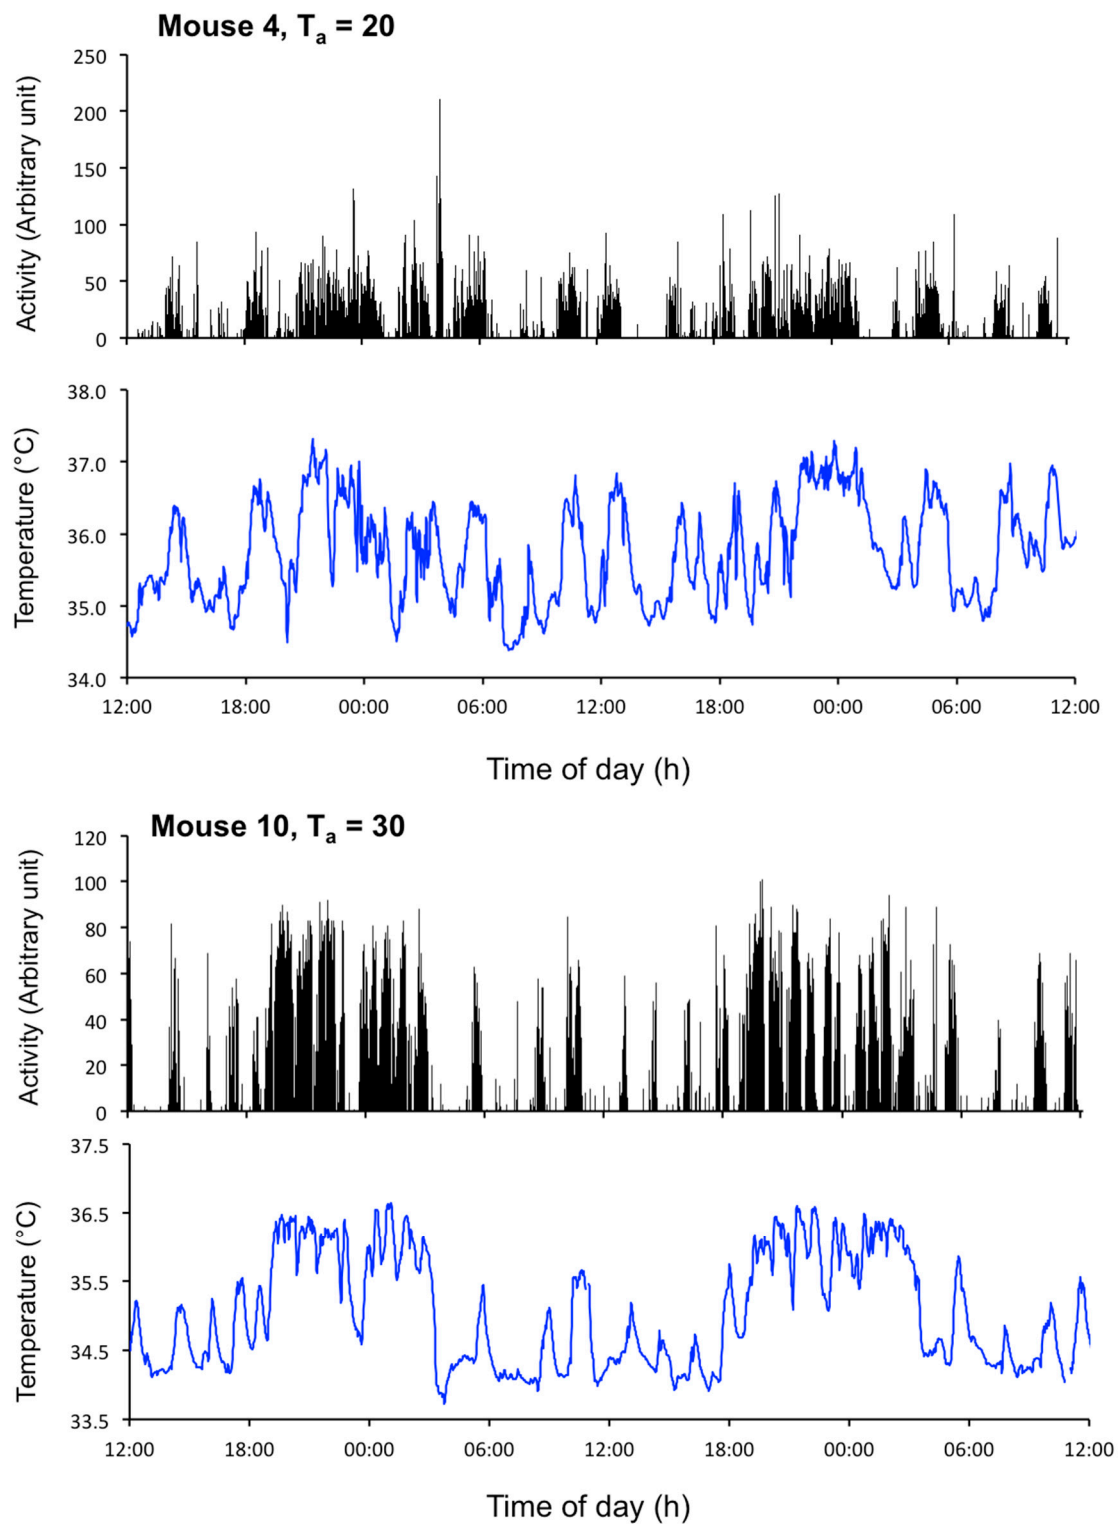 Mouse 4, Ta = 20
Activity (Arbitrary unit)
250
200
150
100
50
0
Temperature (°C)
38.0
37.0
36.0
35.0
34.0
12:00 18:00 00:00 06:00 12:00 18:00 00:00 06:00 12:00
Time of day (h)
Mouse 10, Ta = 30
Activity (Arbitrary unit)
120
100
80
60
40
20
0
Temperature (°C)
37.5
36.5
35.5
34.5
33.5
12:00 18:00 00:00 06:00 12:00 18:00 00:00 06:00 12:00
Time of day (h)